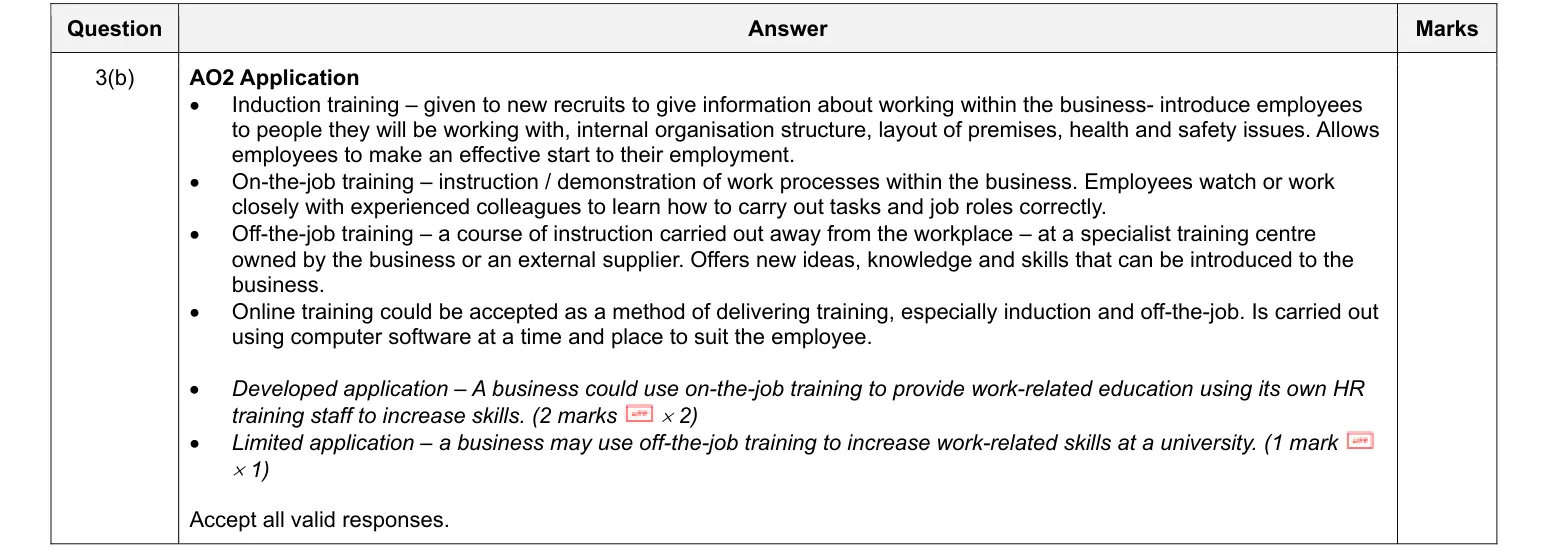 Question Answer Marks
3(b) AO2 Application
• Induction training – given to new recruits to give information about working within the business- introduce employees
to people they will be working with, internal organisation structure, layout of premises, health and safety issues. Allows
employees to make an effective start to their employment.
• On-the-job training – instruction / demonstration of work processes within the business. Employees watch or work
closely with experienced colleagues to learn how to carry out tasks and job roles correctly.
• Off-the-job training – a course of instruction carried out away from the workplace – at a specialist training centre
owned by the business or an external supplier. Offers new ideas, knowledge and skills that can be introduced to the
business.
• Online training could be accepted as a method of delivering training, especially induction and off-the-job. Is carried out
using computer software at a time and place to suit the employee.
• Developed application – A business could use on-the-job training to provide work-related education using its own HR
training staff to increase skills. (2 marks × 2)
• Limited application – a business may use off-the-job training to increase work-related skills at a university. (1 mark
× 1)
Accept all valid responses.